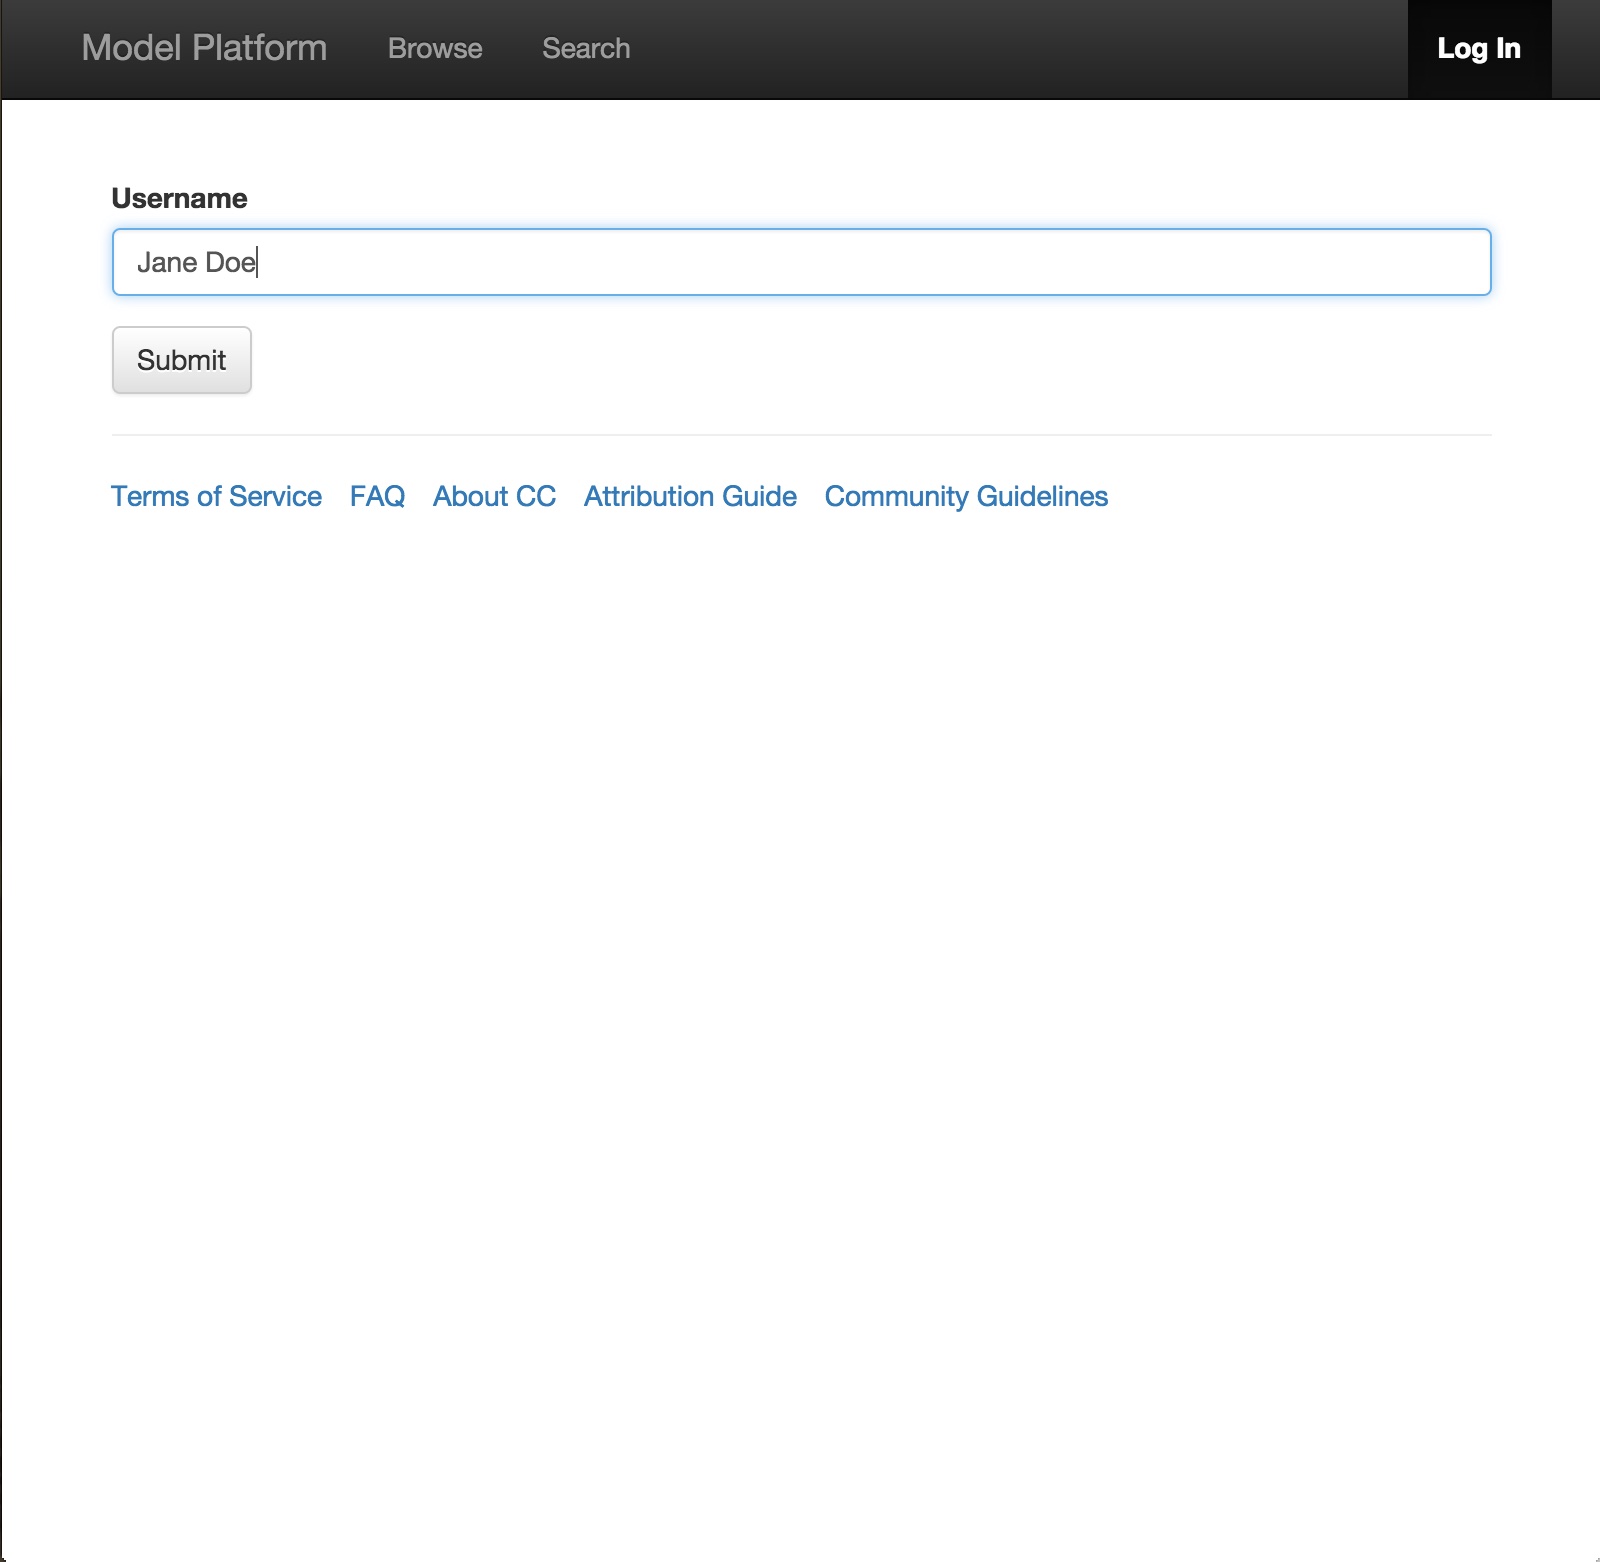 Model Platform Browse Search Log In
Username
Jane Doe
Submit
Terms of Service FAQ About CC Attribution Guide Community Guidelines